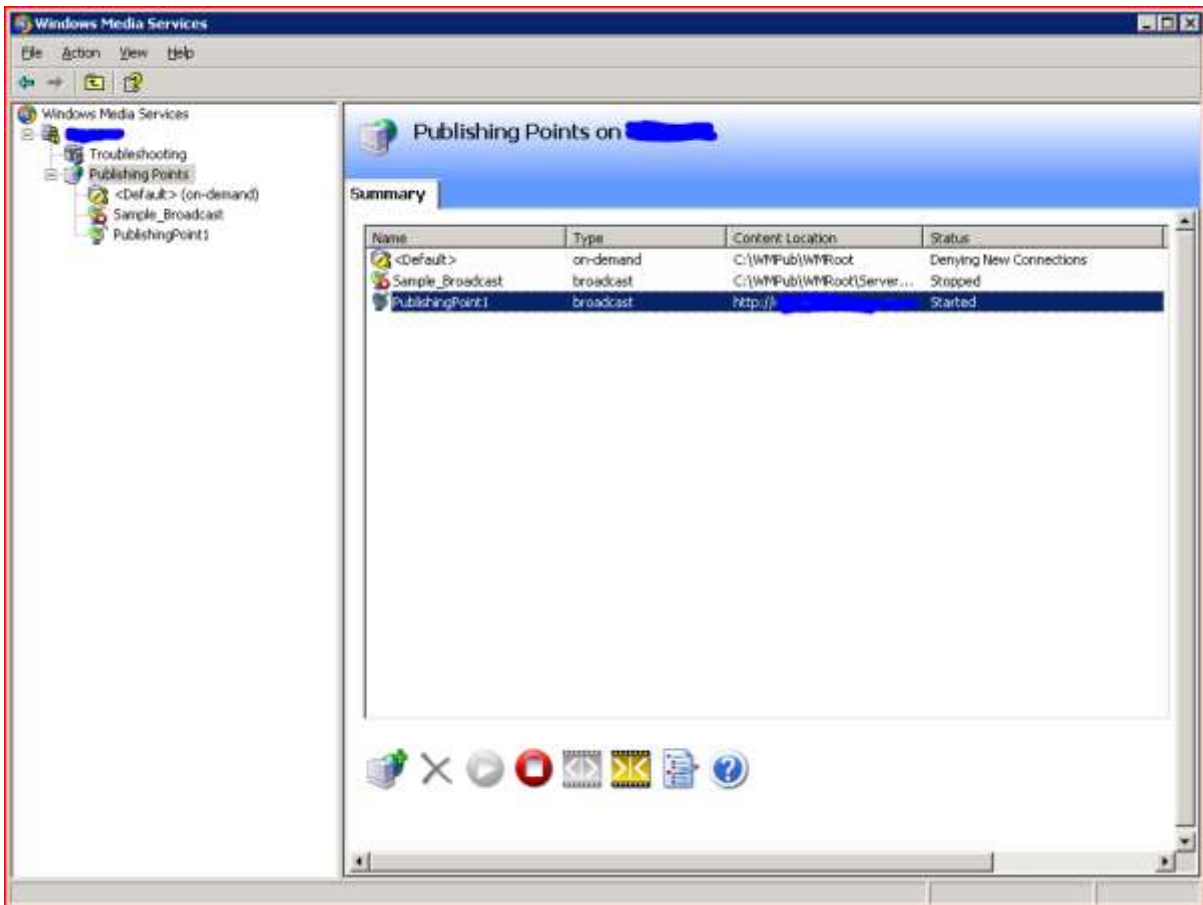 Windows Media Services
File Action View Help
Windows Media Services
Troubleshooting
Publishing Points
<Default> (on-demand)
Sample_Broadcast
PublishingPoint1
Publishing Points on
Summary
Name Type Content Location Status
<Default> on-demand C:\WMPub\WMRoot Denying New Connections
Sample_Broadcast broadcast C:\WMPub\WMRoot\Server... Stopped
PublishingPoint1 broadcast http:// Started